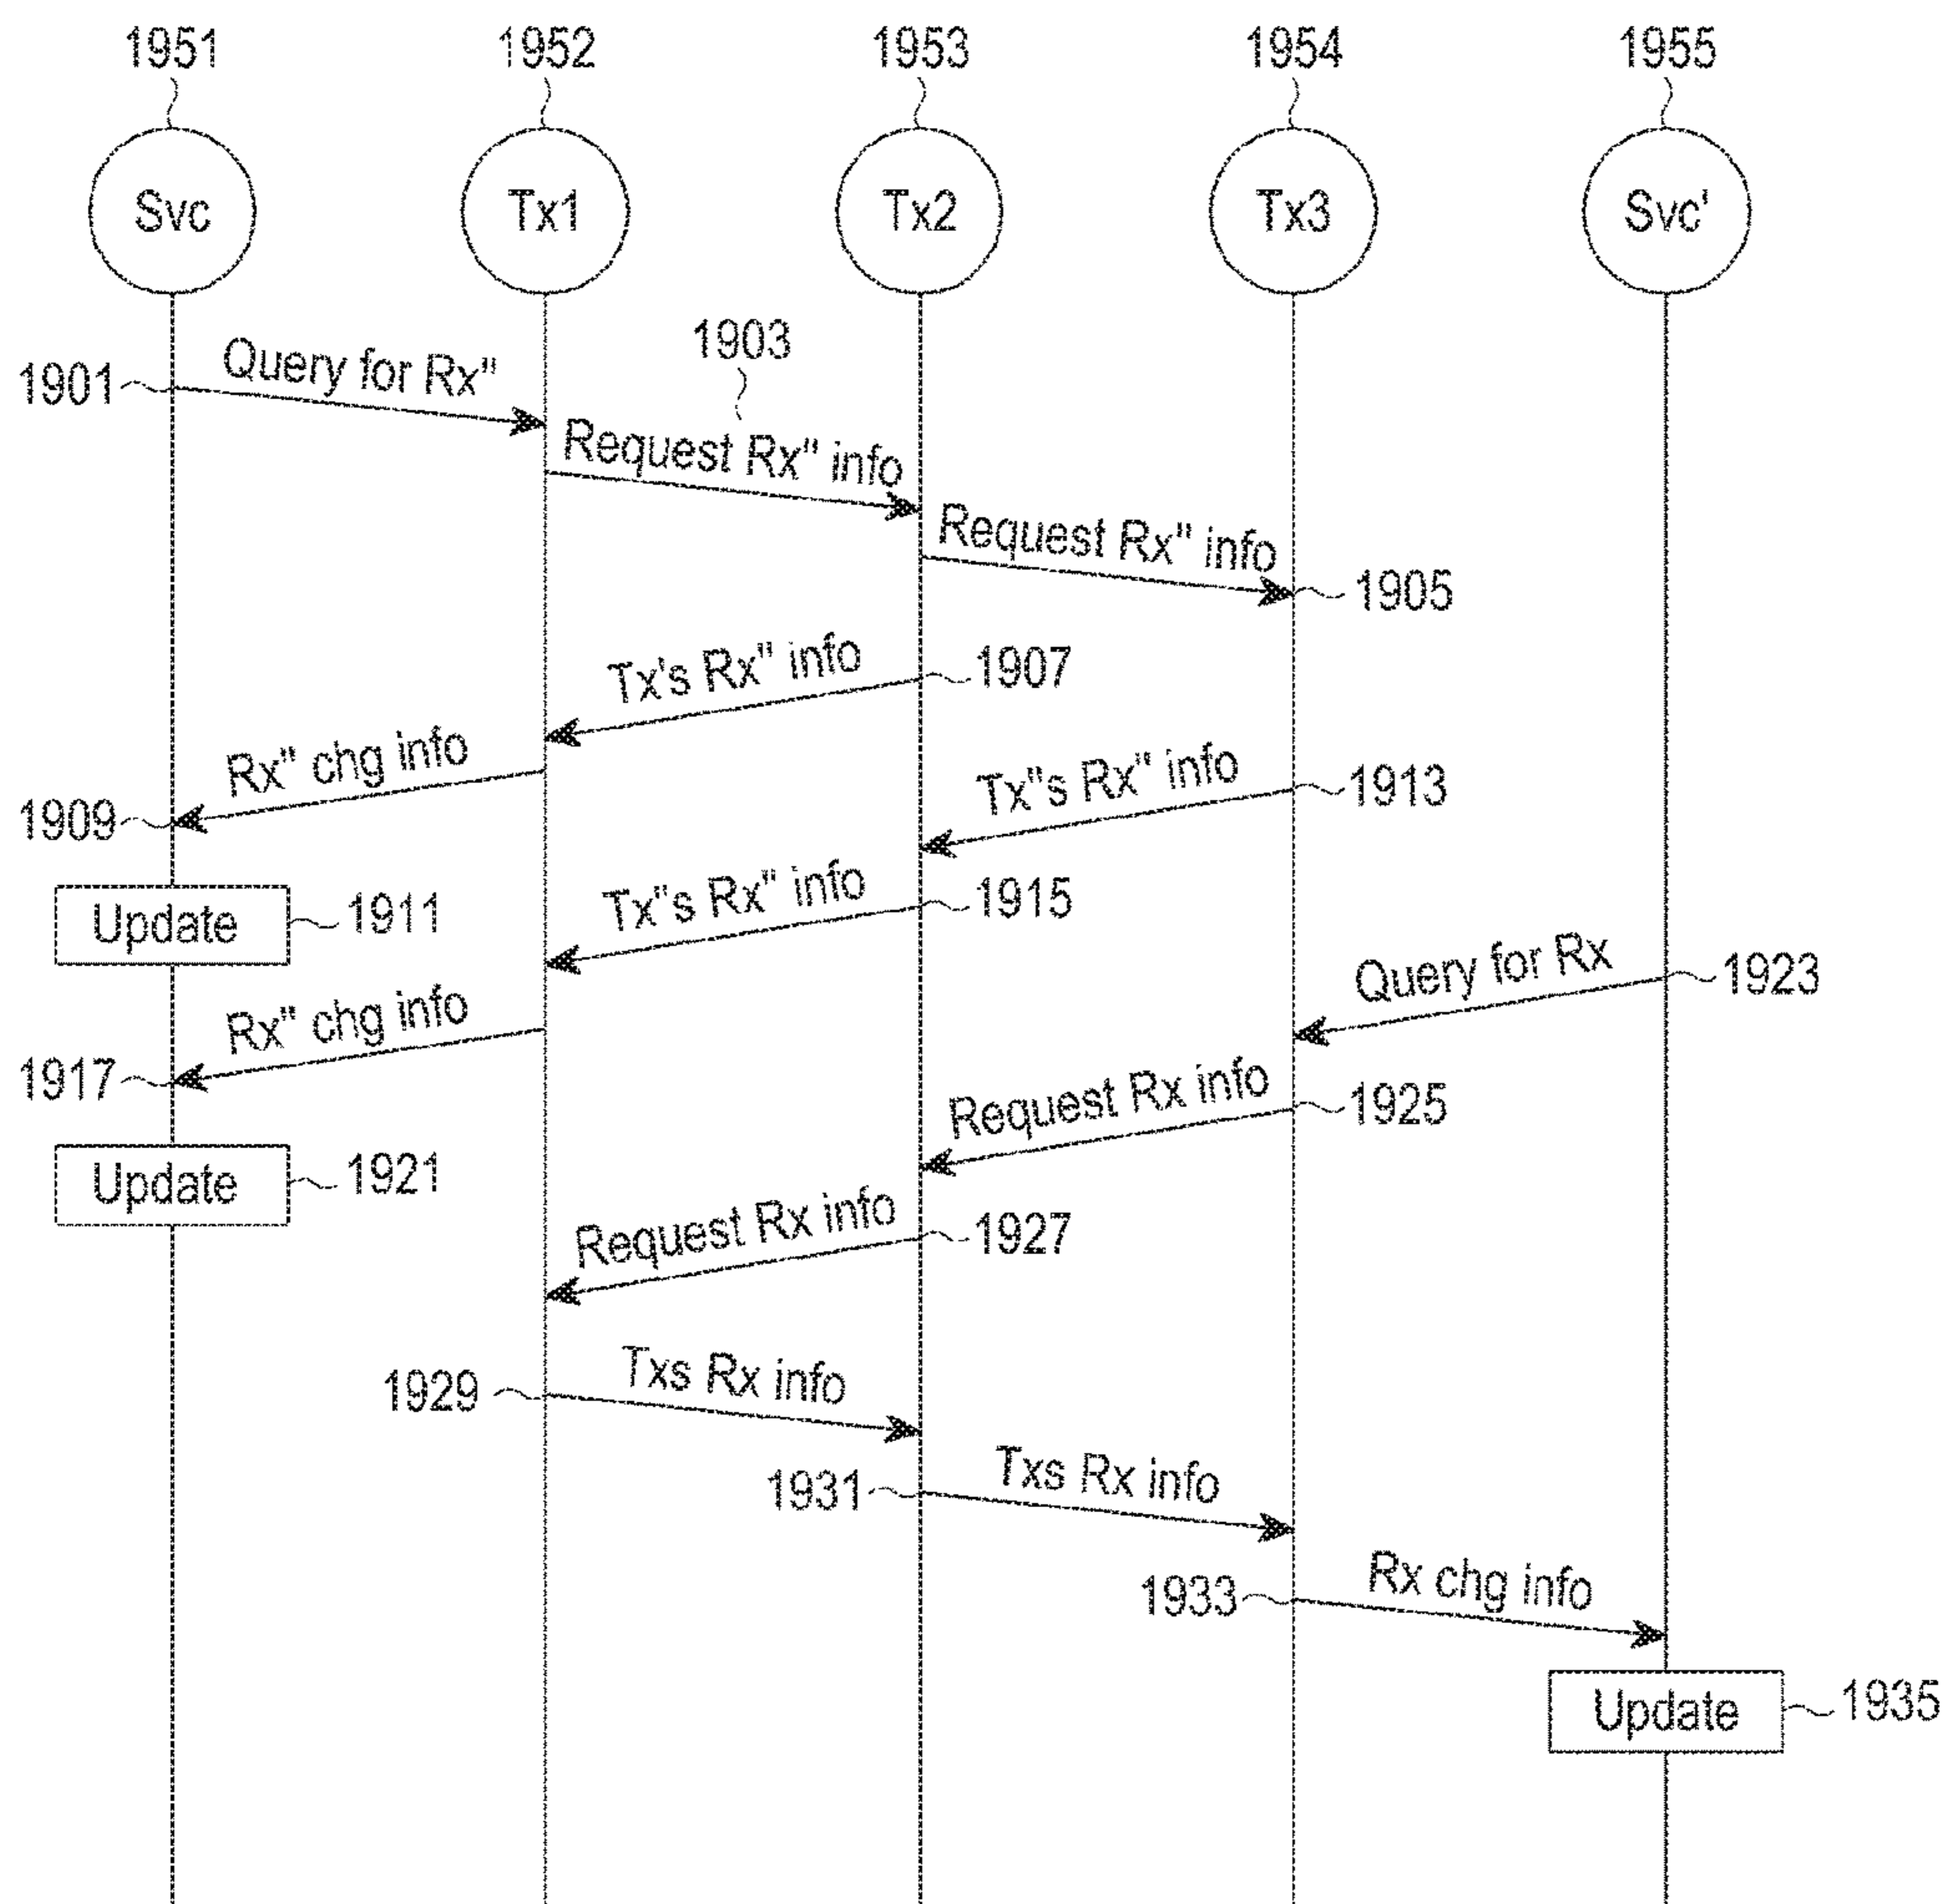 1951
1952
1953
1954
1955
Svc
Tx1
Tx2
Tx3
Svc'
1901
Query for Rx"
1903
Request Rx" info
Request Rx" info
1905
Tx's Rx" info
1907
Rx" chg info
1909
Tx"s Rx" info
1913
Update
1911
Tx"s Rx" info
1915
Query for Rx
1923
Rx" chg info
1917
Request Rx info
1925
Update
1921
Request Rx info
1927
1929
Txs Rx info
1931
Txs Rx info
1933
Rx chg info
Update
1935